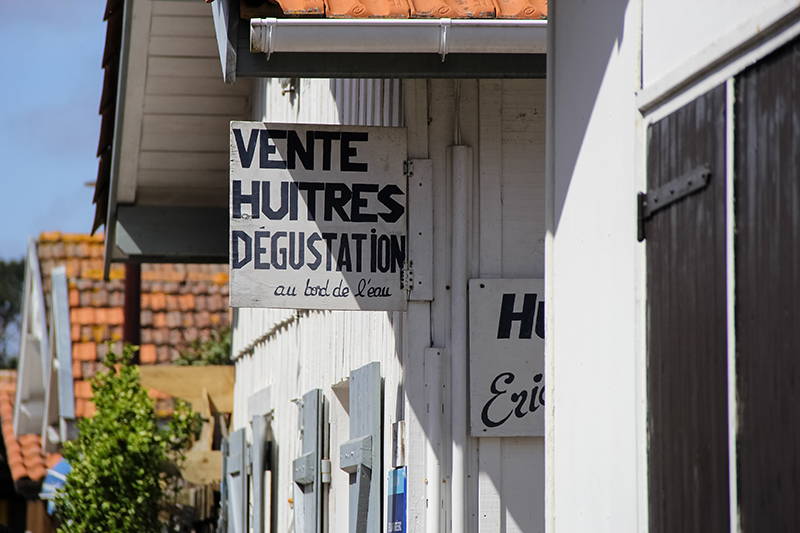 VENTE
HUITRES
DÉGUSTATION
au bord de l'eau